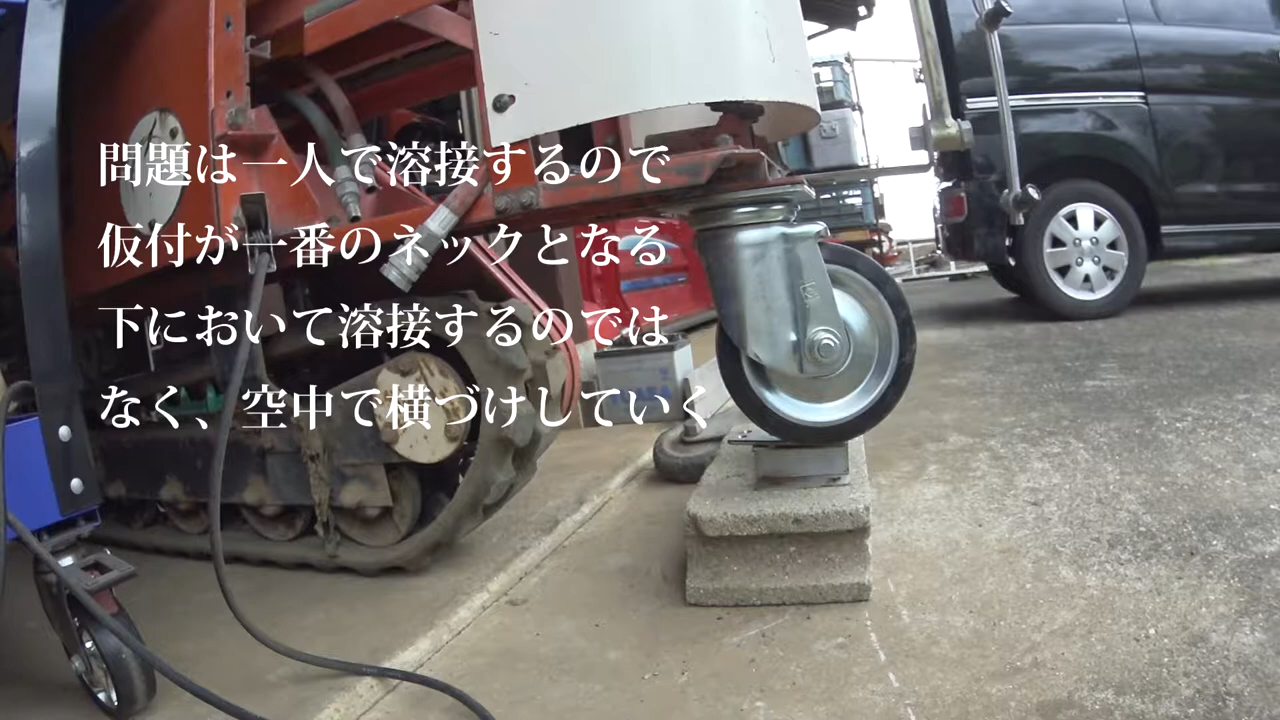 問題は一人で溶接するので
仮付が一番のネックとなる
下において溶接するのでは
なく、空中で横づけしていく